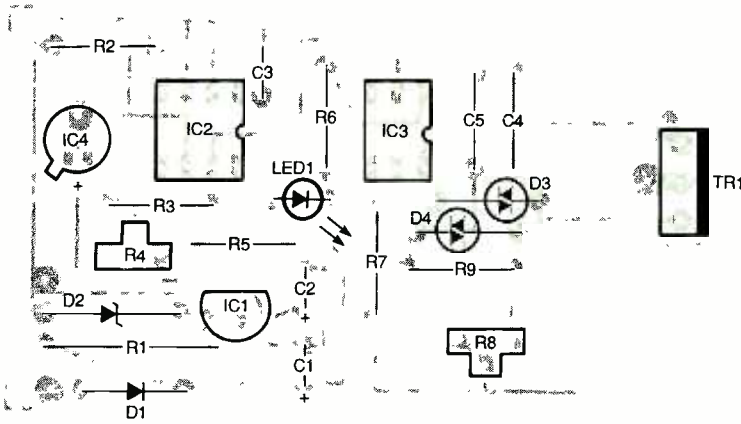 R2
C3
R6
IC4
IC2
IC3
C5
C4
LED1
D3
TR1
+
R3
D4
R4
R5
R7
R9
D2
IC1
C2
+
R1
R8
C1
D1
+